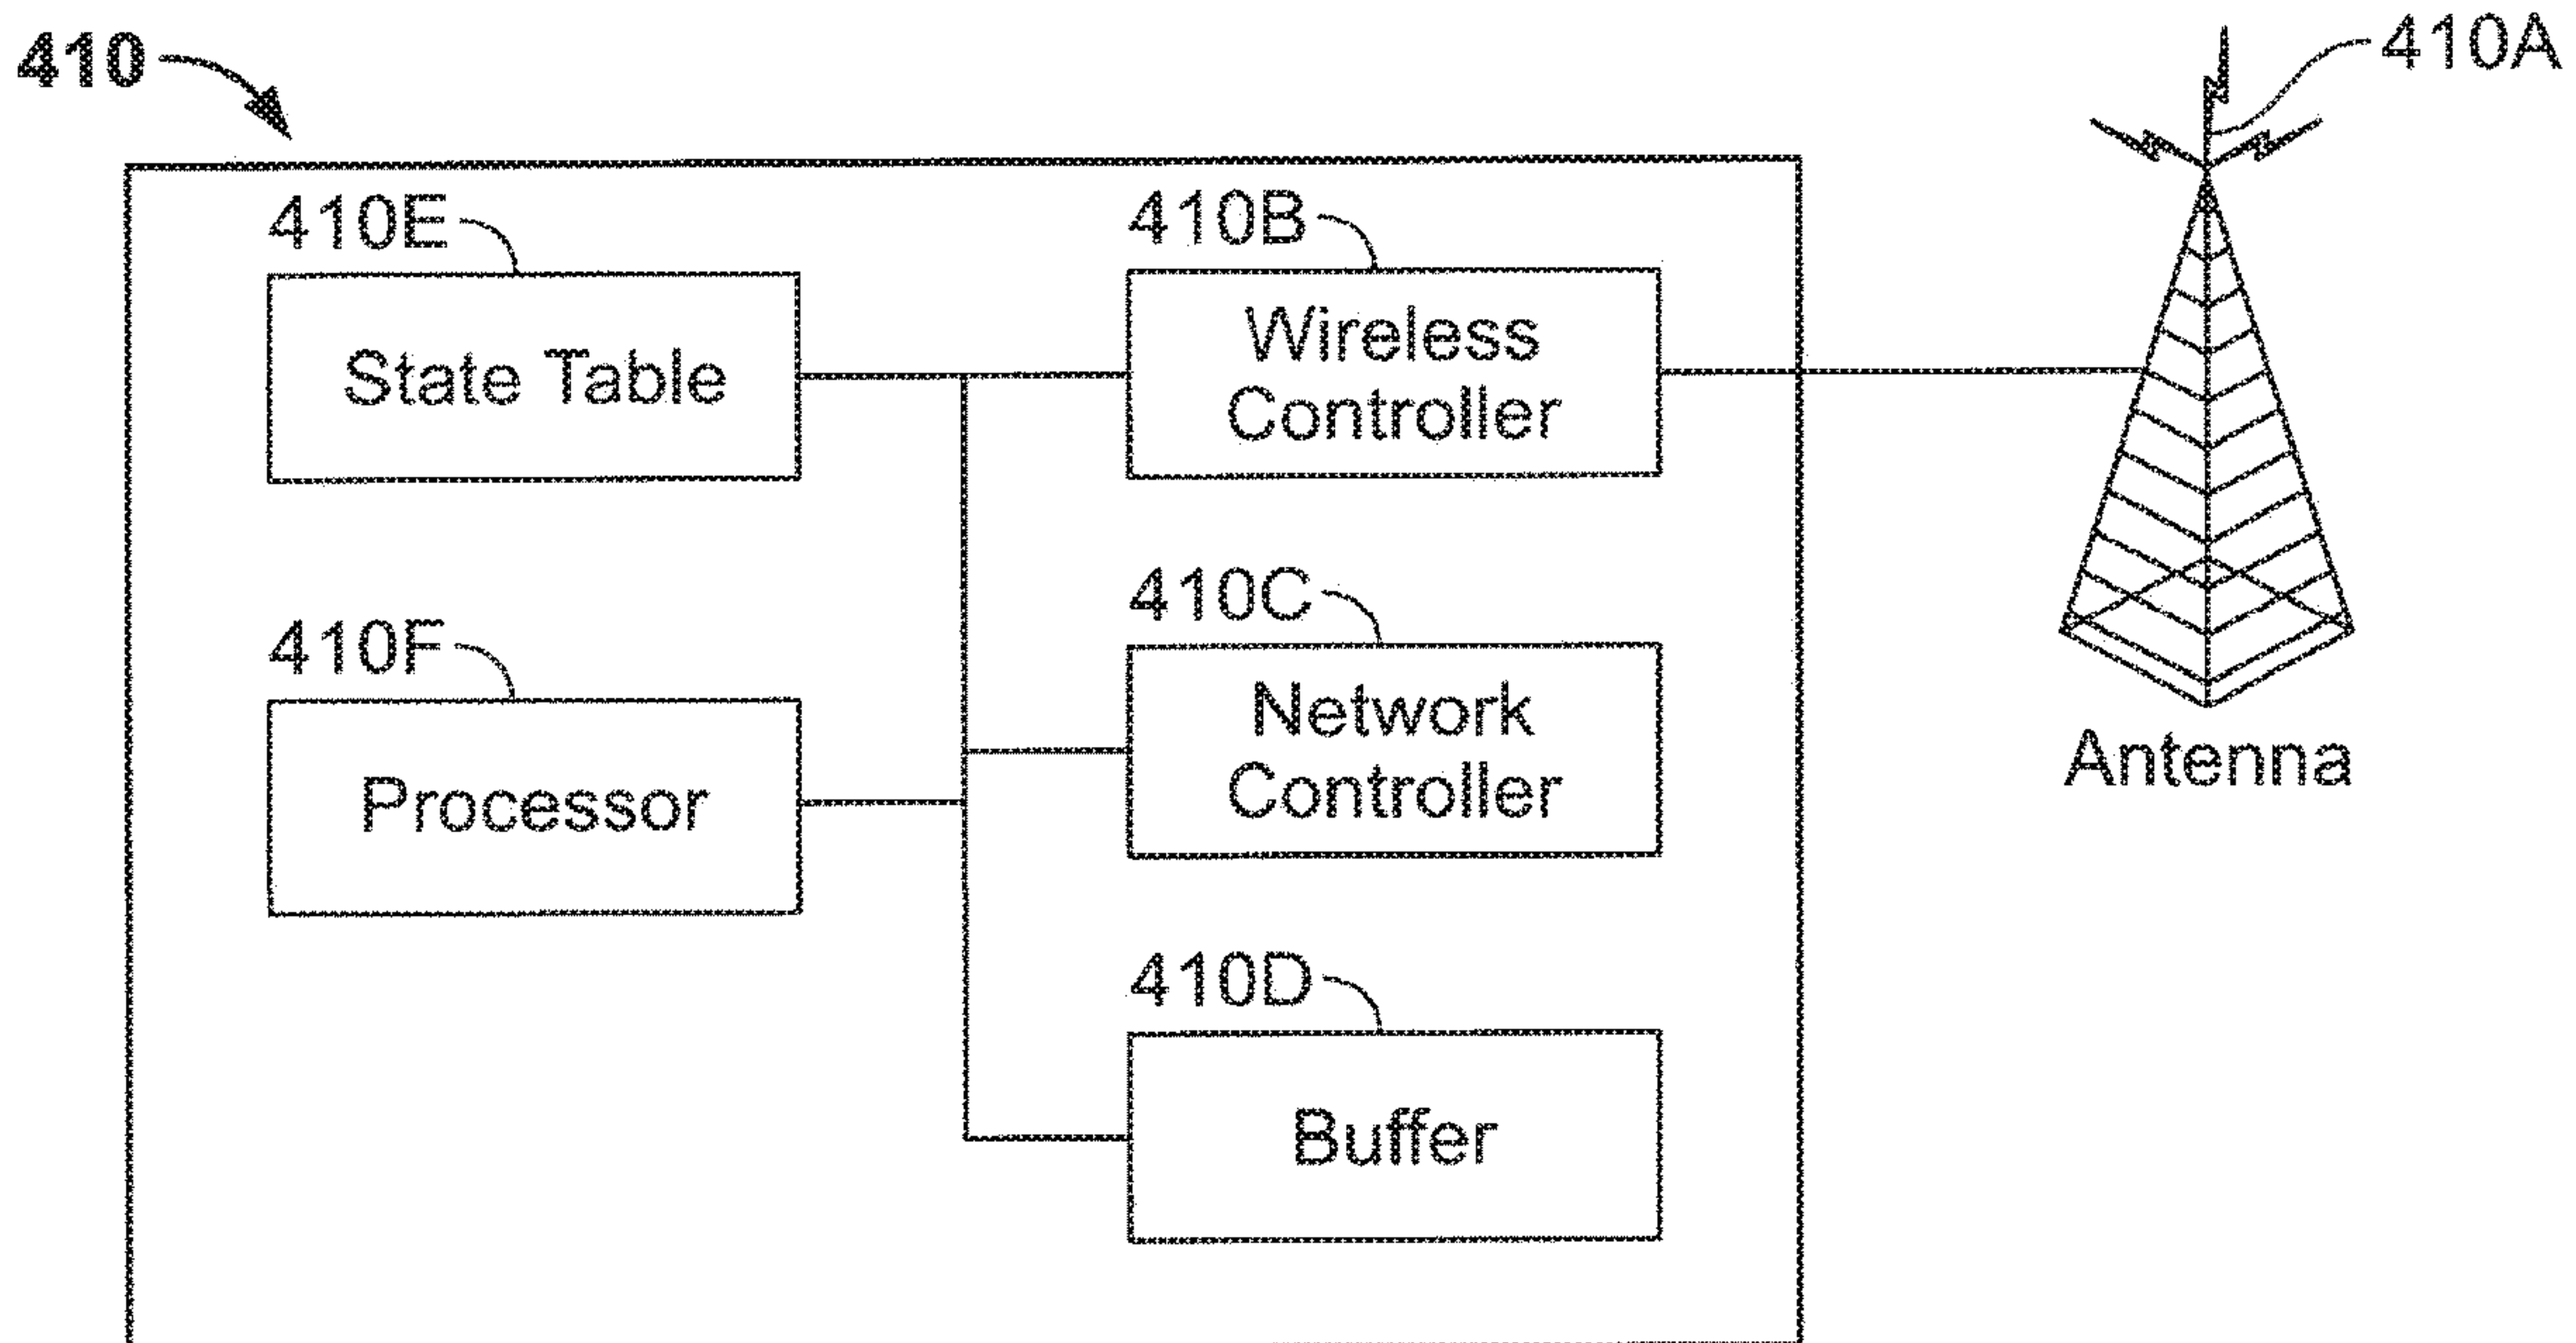 410
410A
410E
State Table
410B
Wireless
Controller
410F
Processor
410C
Network
Controller
Antenna
410D
Buffer